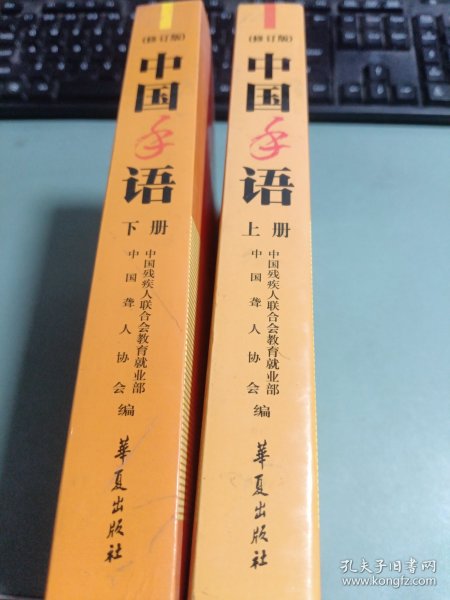 (修订版)
中国手语
下册
中国残疾人联合会教育就业部
中国聋人协会
编
華夏出版社
(修订版)
中国手语
上册
中国残疾人联合会教育就业部
中国聋人协会
编
華夏出版社
孔夫子旧书网
www.kongfz.com